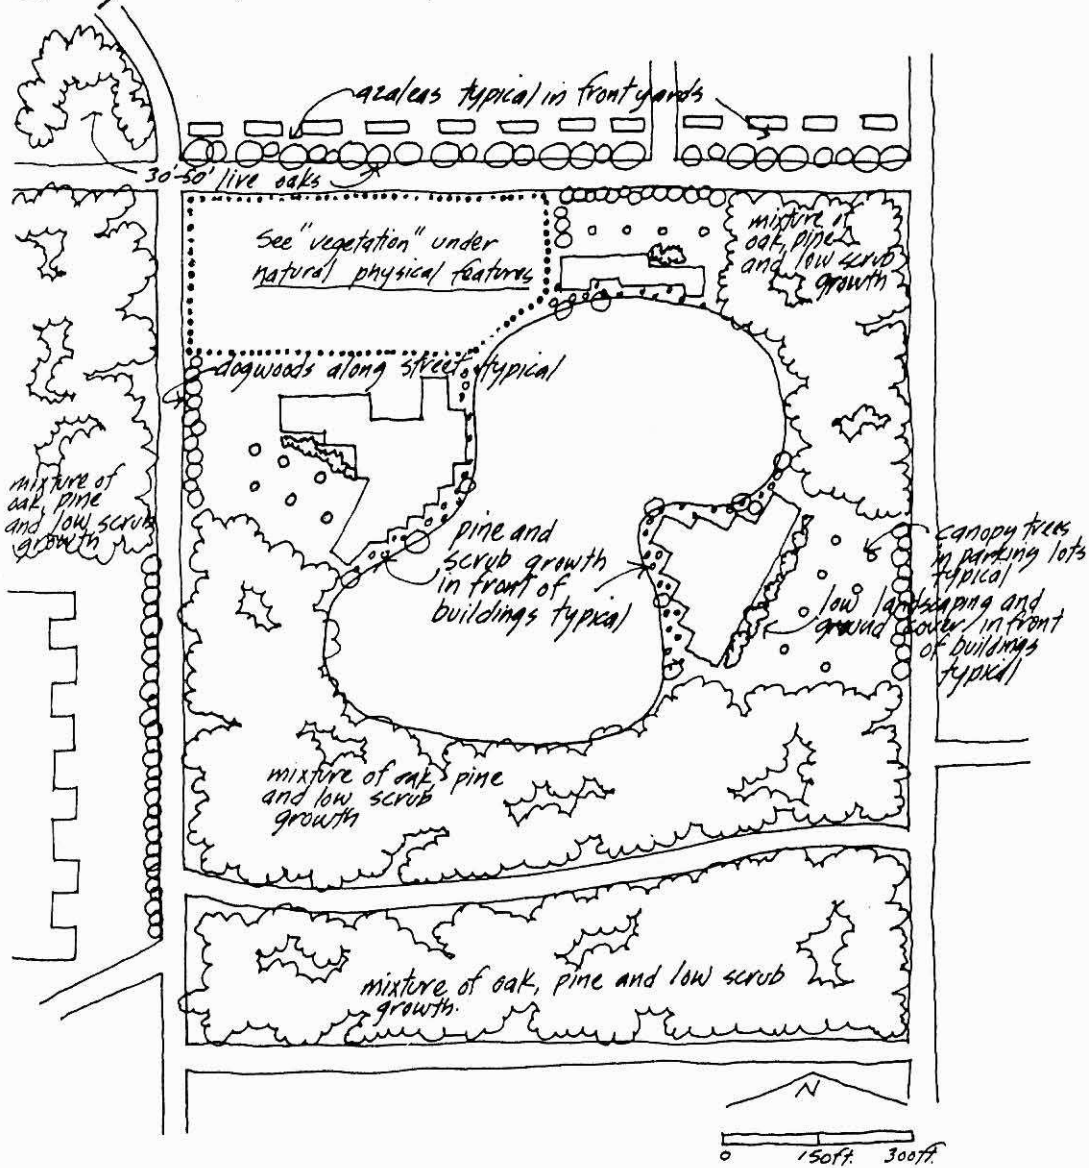 azaleas typical in front yards
30'-50' live oaks
See "vegetation" under
natural physical features
mixture of
oak, pine
and low scrub
growth
dogwoods along street typical
mixture of
oak, pine
and low scrub
growth
pine and
scrub growth
in front of
buildings typical
canopy trees
in parking lots
typical
low landscaping and
ground cover in front
of buildings
typical
mixture of oak, pine
and low scrub
growth
mixture of oak, pine and low scrub
growth.
N
0 150ft. 300ft.